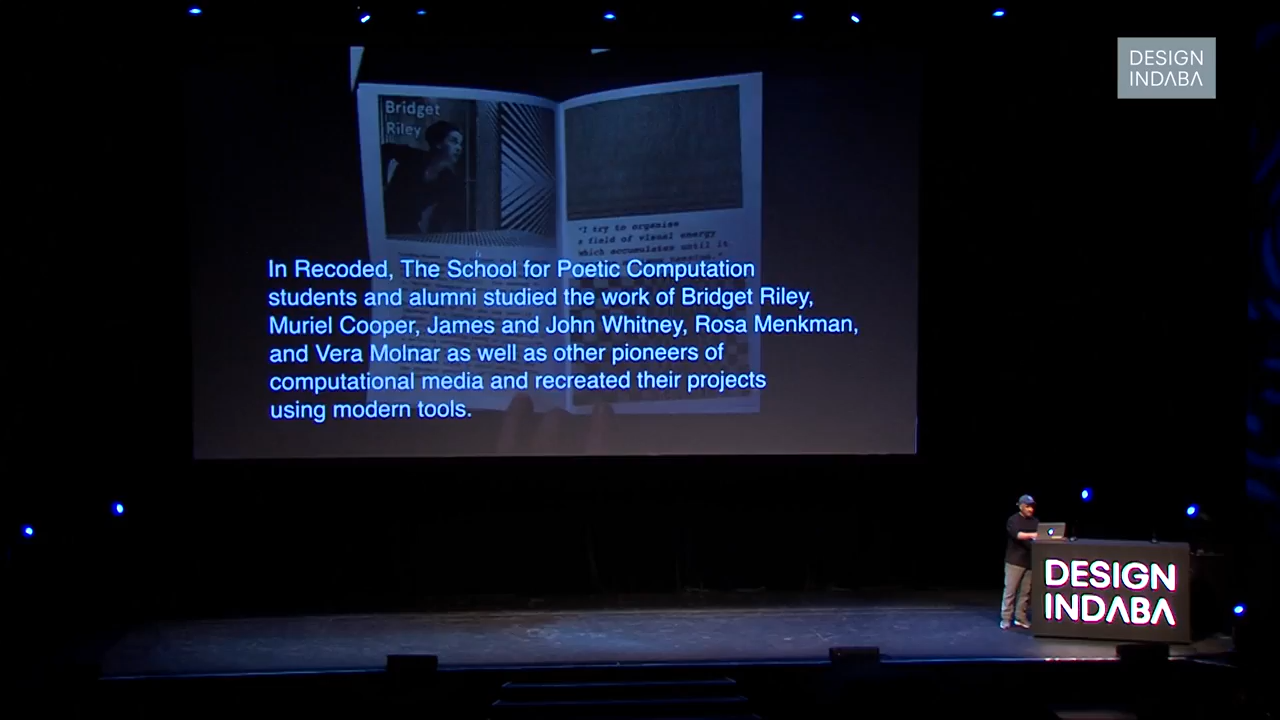 DESIGN
INDABA
Bridget
Riley
"I try to organise
a field of visual energy
which accumulates until it
In Recoded, The School for Poetic Computation
students and alumni studied the work of Bridget Riley,
Muriel Cooper, James and John Whitney, Rosa Menkman,
and Vera Molnar as well as other pioneers of
computational media and recreated their projects
using modern tools.
DESIGN
INDABA